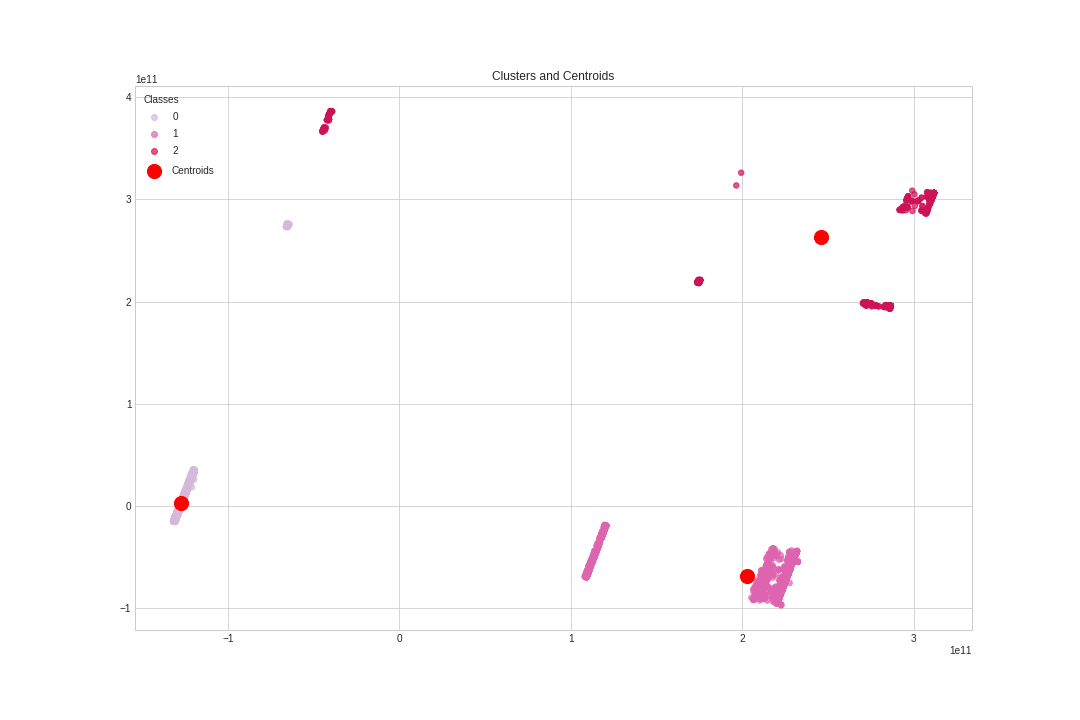 Clusters and Centroids
1e11
4
3
2
1
0
−1
Classes
0
1
2
Centroids
−1
0
1
2
3
1e11